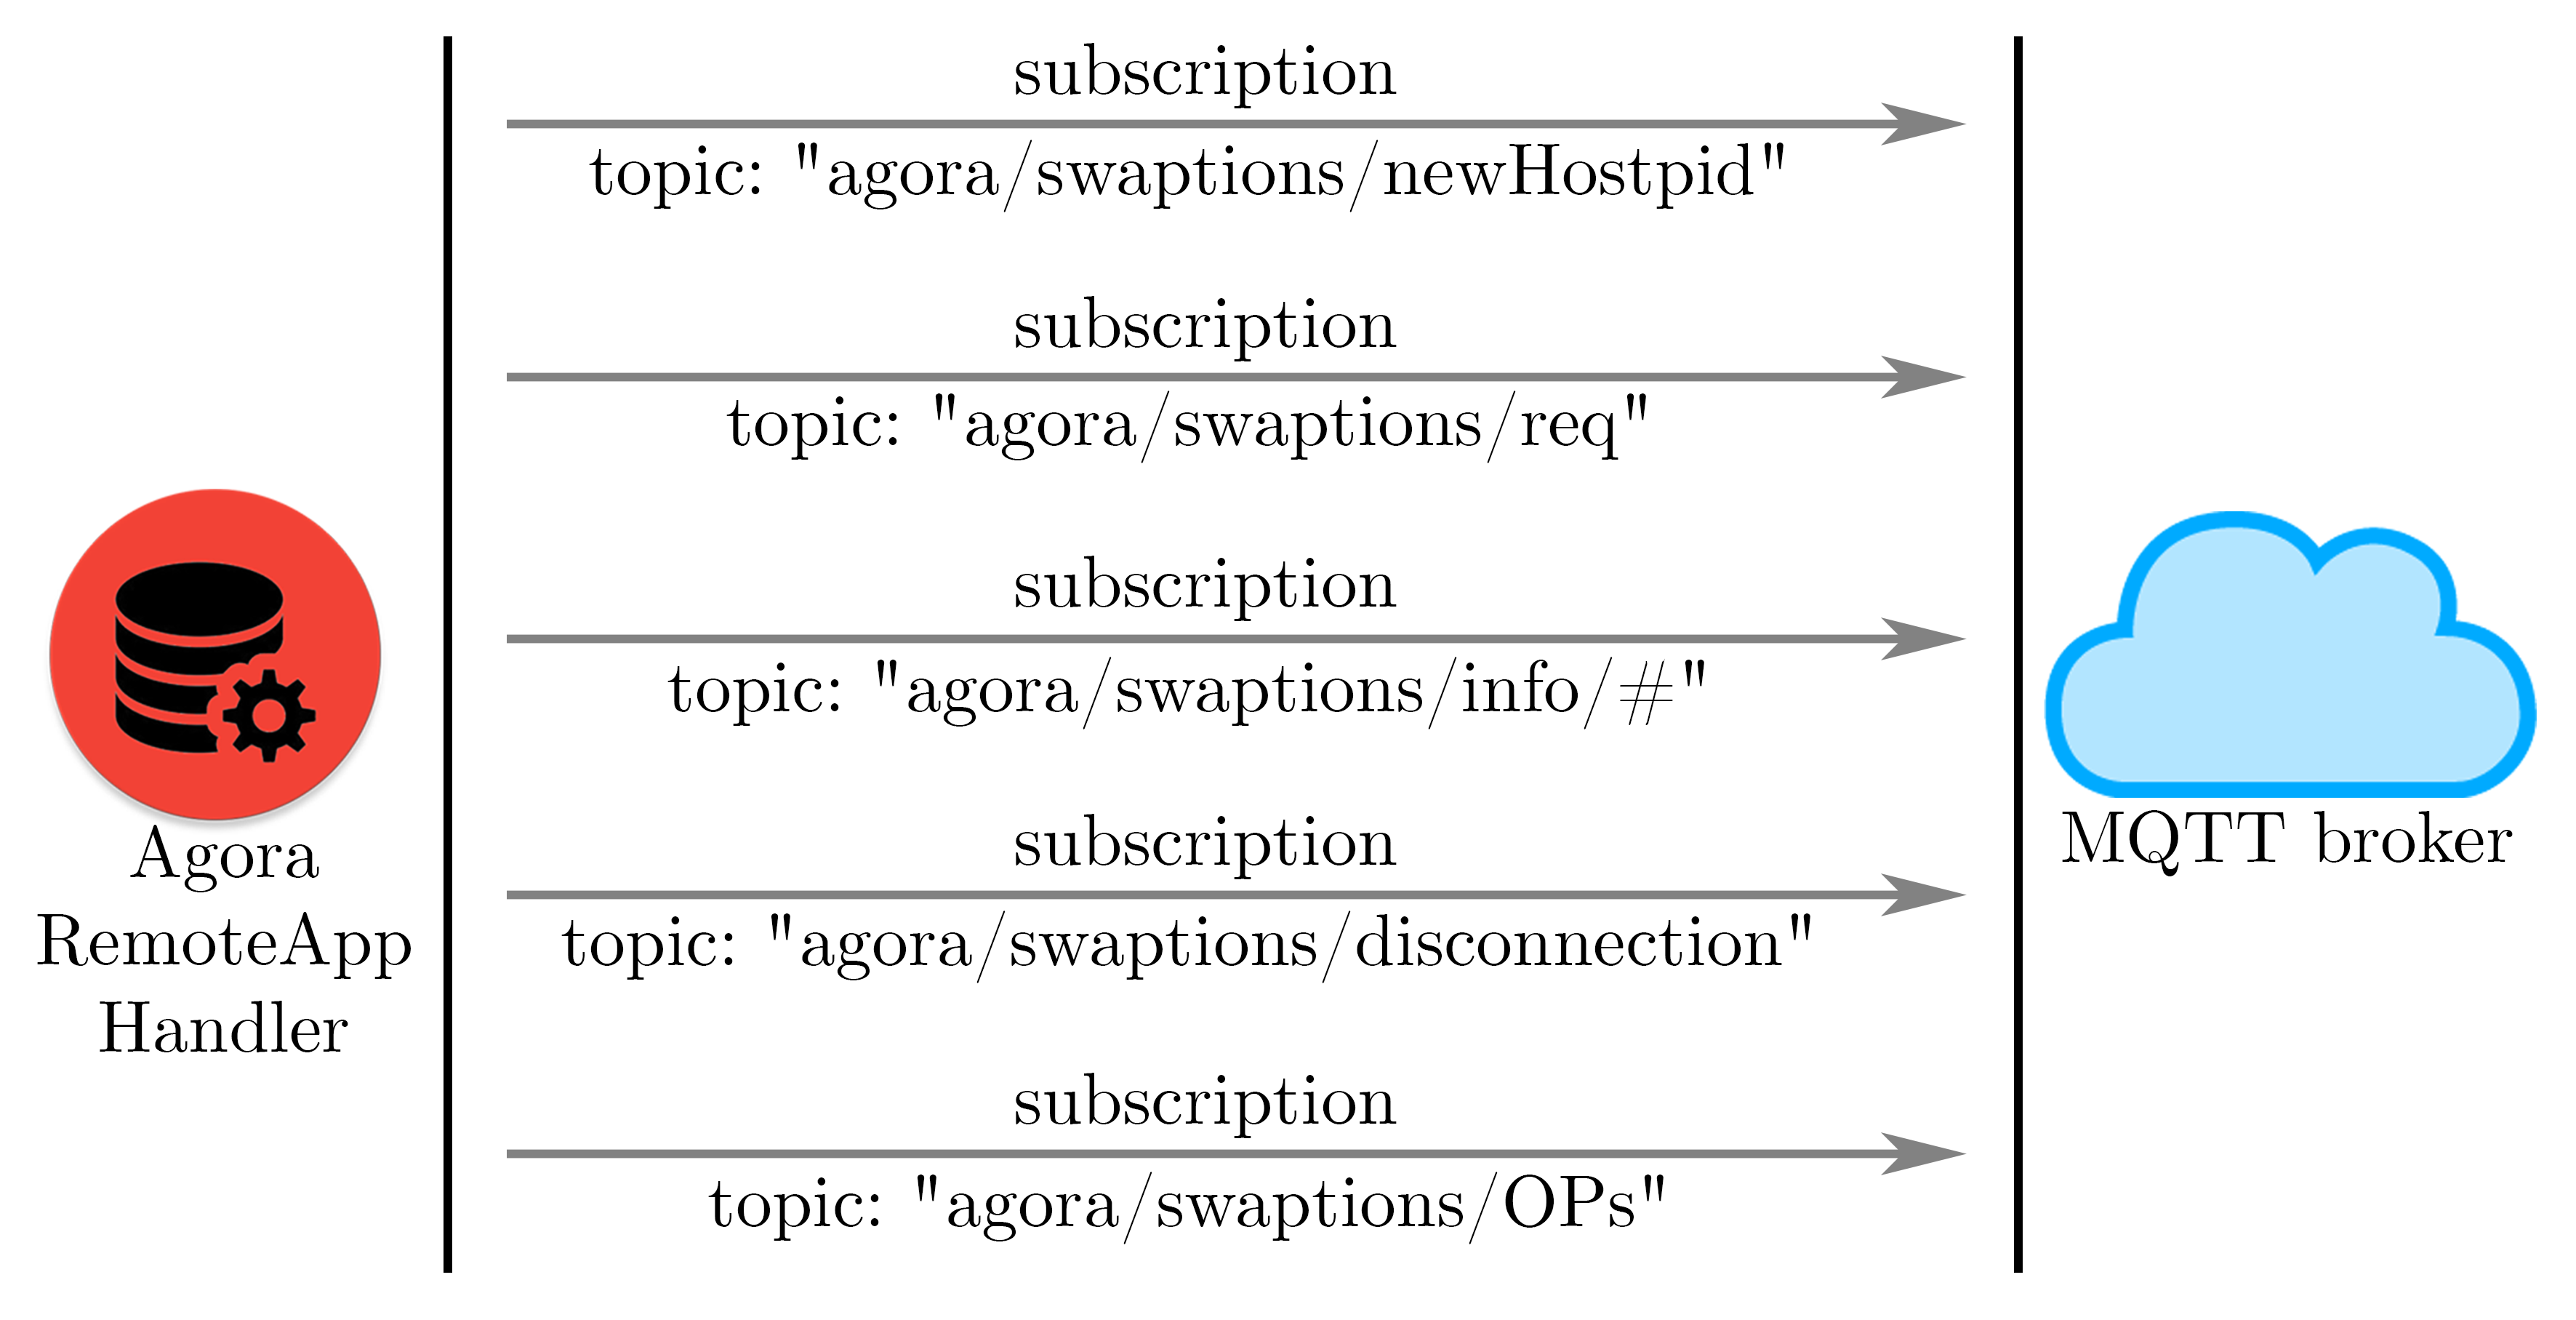 subscription
topic: "agora/swaptions/newHostpid"
subscription
topic: "agora/swaptions/req"
subscription
topic: "agora/swaptions/info/#"
subscription
topic: "agora/swaptions/disconnection"
subscription
topic: "agora/swaptions/OPs"
Agora
RemoteApp
Handler
MQTT broker